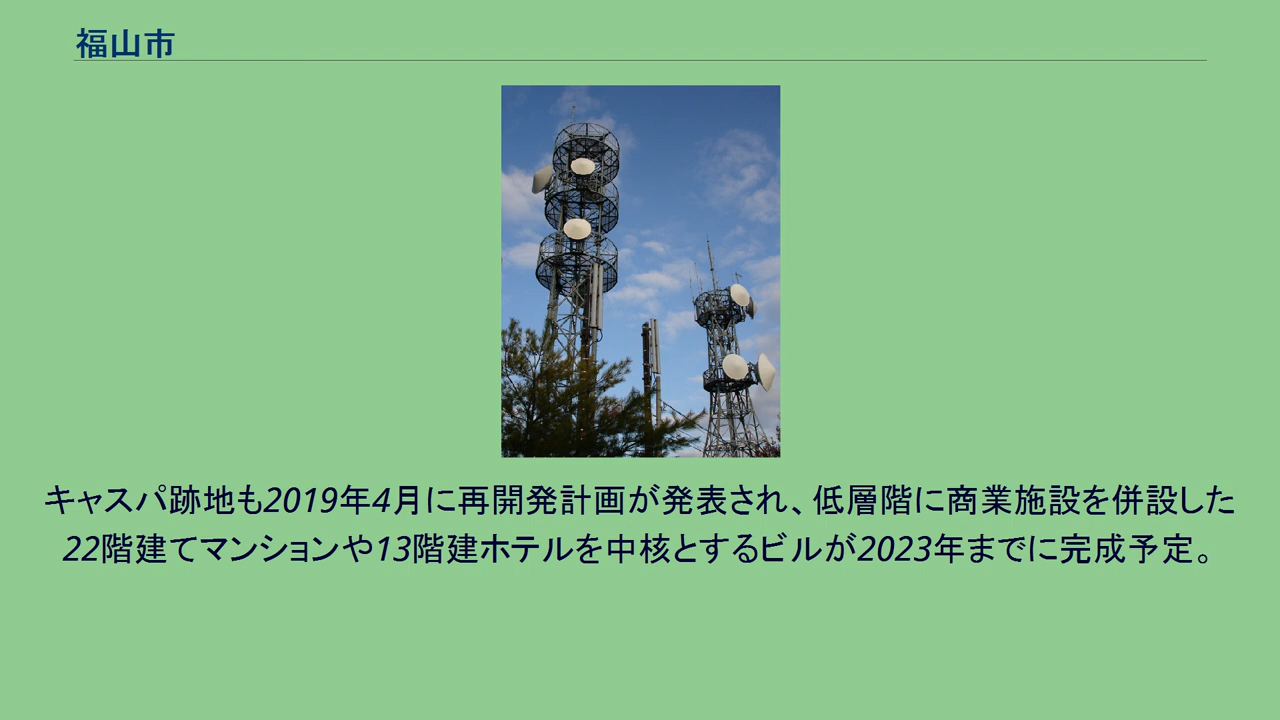 福山市
キャスパ跡地も2019年4月に再開発計画が発表され、低層階に商業施設を併設した
22階建てマンションや13階建ホテルを中核とするビルが2023年までに完成予定。